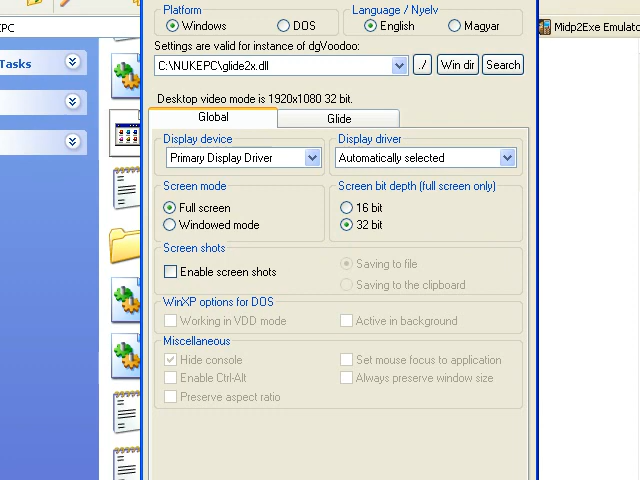 Platform
Language / Nyelv
Windows
DOS
English
Magyar
EPC
Midp2Exe Emulato
Settings are valid for instance of dgVoodoo:
Tasks
C:\NUKEPC\glide2x.dll
./
Win dir
Search
Desktop video mode is 1920x1080 32 bit.
Global
Glide
Display device
Display driver
Primary Display Driver
Automatically selected
Screen mode
Screen bit depth (full screen only)
Full screen
16 bit
Windowed mode
32 bit
Screen shots
Enable screen shots
Saving to file
Saving to the clipboard
WinXP options for DOS
Working in VDD mode
Active in background
Miscellaneous
Hide console
Set mouse focus to application
Enable Ctrl-Alt
Always preserve window size
Preserve aspect ratio